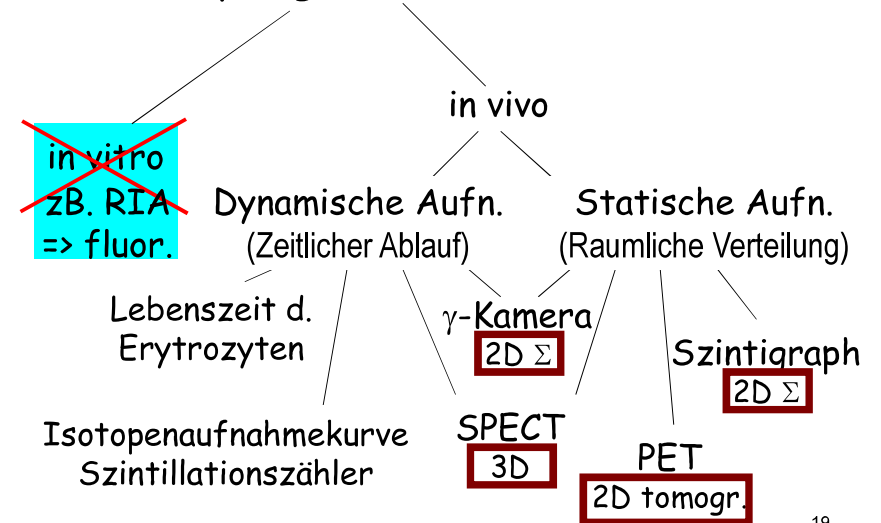 in vivo
in vitro
zB. RIA
=> fluor.
Dynamische Aufn.
(Zeitlicher Ablauf)
Statische Aufn.
(Raumliche Verteilung)
Lebenszeit d.
Erytrozyten
γ-Kamera
2D Σ
Szintigraph
2D Σ
Isotopenaufnahmekurve
Szintillationszähler
SPECT
3D
PET
2D tomogr.
19